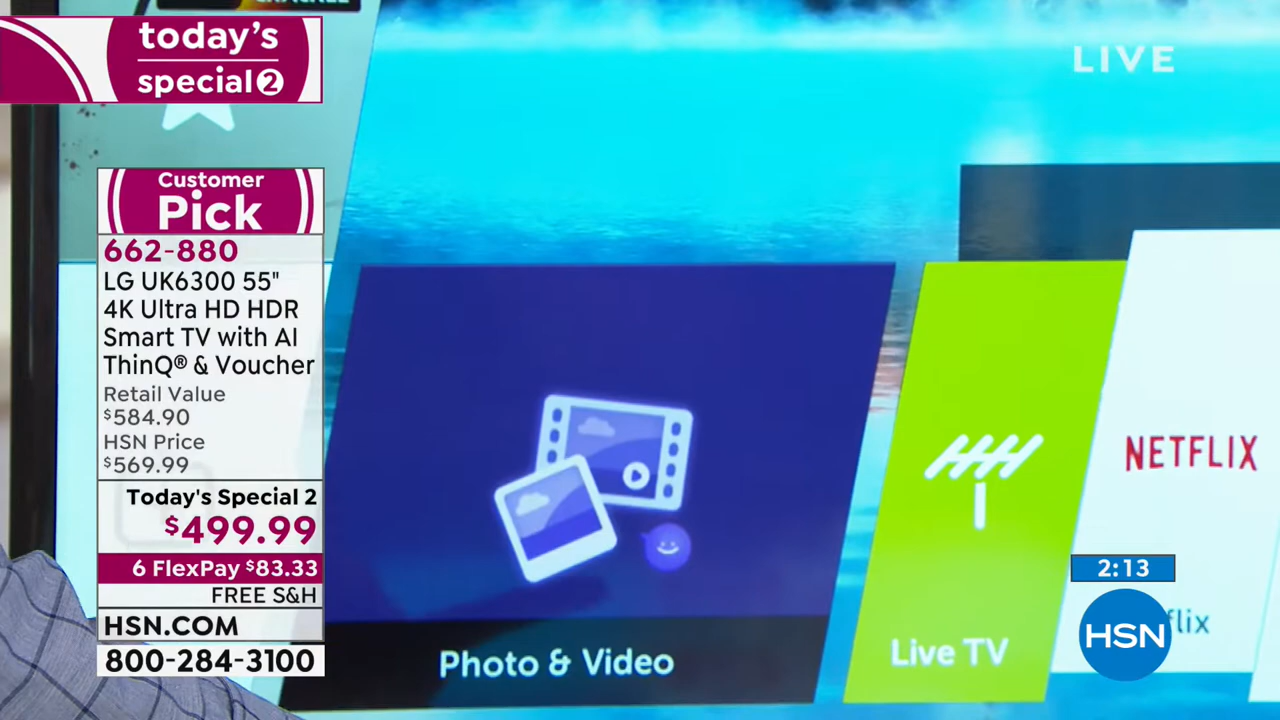 today's
special 2
LIVE
Customer
Pick
662-880
LG UK6300 55"
4K Ultra HD HDR
Smart TV with AI
ThinQ® & Voucher
Retail Value
$584.90
HSN Price
$569.99
Today's Special 2
$499.99
6 FlexPay $83.33
FREE S&H
HSN.COM
800-284-3100
NETFLIX
2:13
HSN
flix
Photo & Video
Live TV